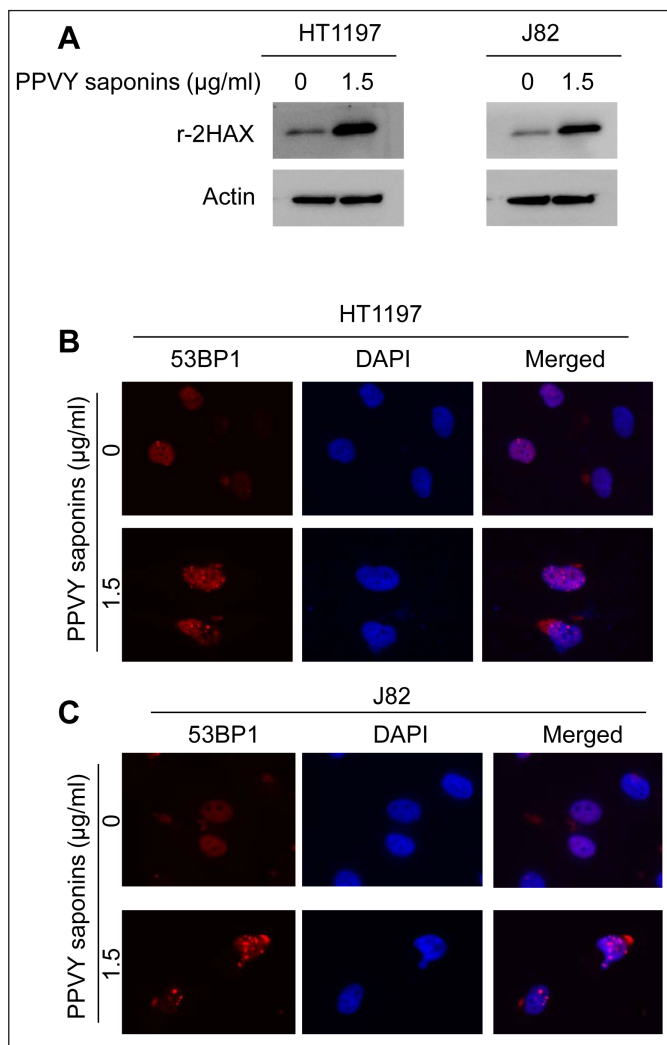 A
HT1197
J82
PPVY saponins (µg/ml) 0 1.5 0 1.5
r-2HAX
Actin
HT1197
B
53BP1 DAPI Merged
PPVY saponins (µg/ml)
0
1.5
J82
C
53BP1 DAPI Merged
PPVY saponins (µg/ml)
0
1.5